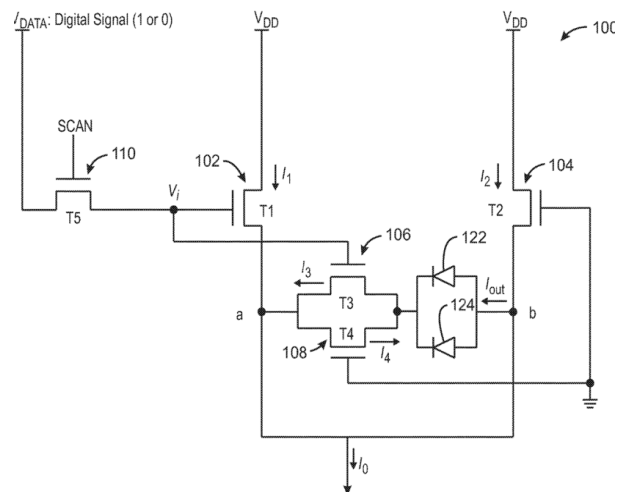 V_DATA: Digital Signal (1 or 0)
V_DD
V_DD
100
SCAN
110
102
I_1
I_2
104
V_i
T5
T1
T2
106
122
I_3
I_out
T3
124
a
b
T4
108
I_4
I_0